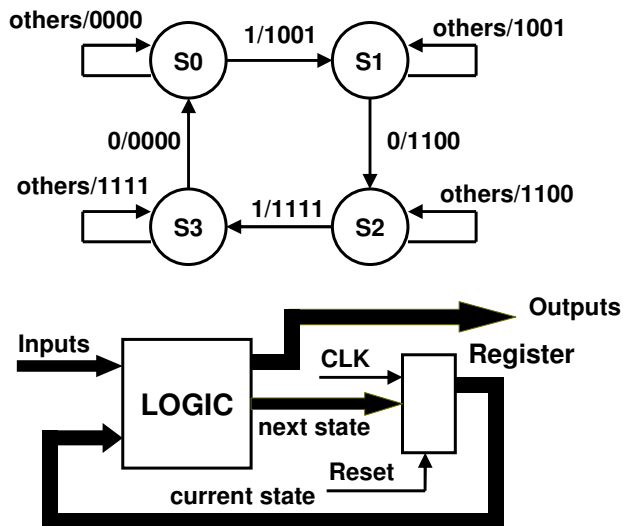 others/0000
1/1001
others/1001
S0
S1
0/0000
0/1100
others/1111
1/1111
others/1100
S3
S2
Outputs
Inputs
CLK
Register
LOGIC
next state
Reset
current state